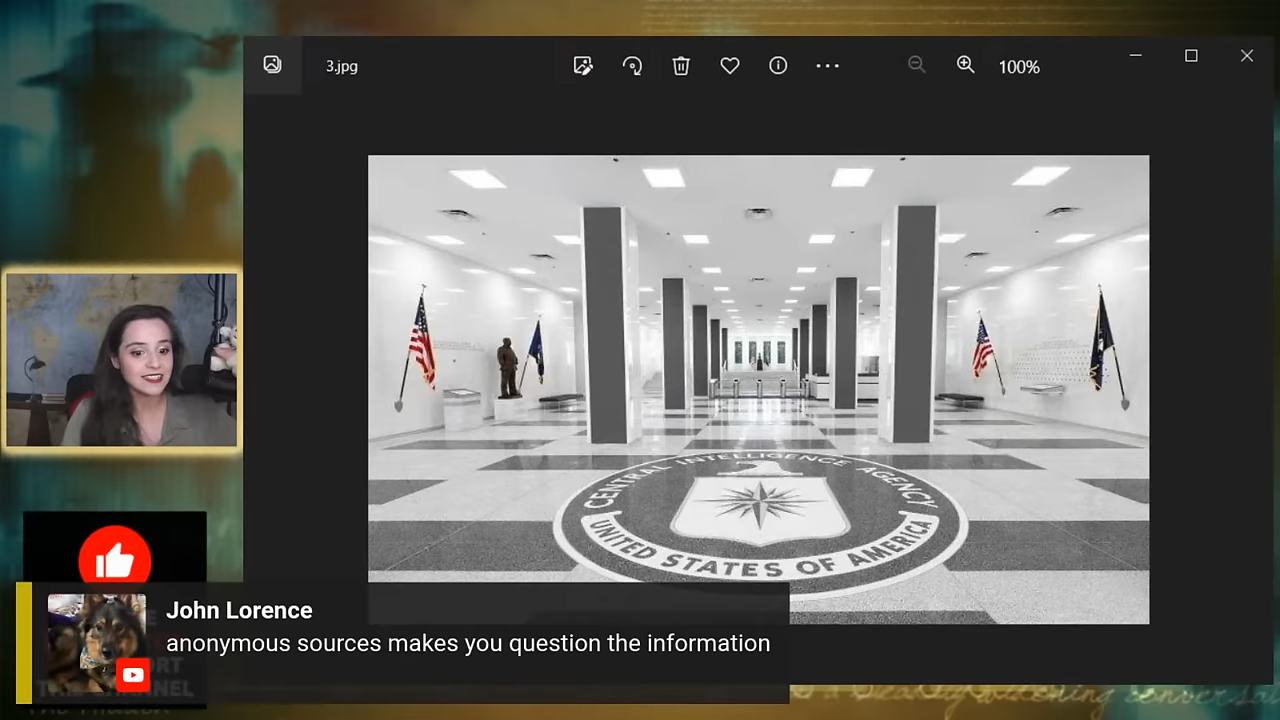 3.jpg
100%
CENTRAL INTELLIGENCE AGENCY
UNITED STATES OF AMERICA
John Lorence
anonymous sources makes you question the information